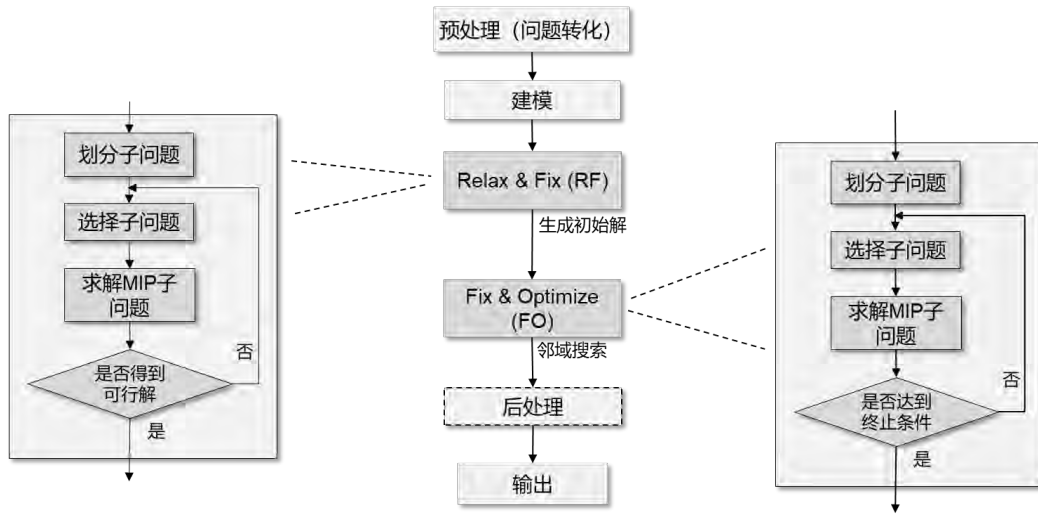 预处理（问题转化）
建模
Relax & Fix (RF)
生成初始解
Fix & Optimize
(FO)
邻域搜索
后处理
输出
划分子问题
选择子问题
求解MIP子
问题
是否得到
可行解
否
是
划分子问题
选择子问题
求解MIP子
问题
是否达到
终止条件
否
是